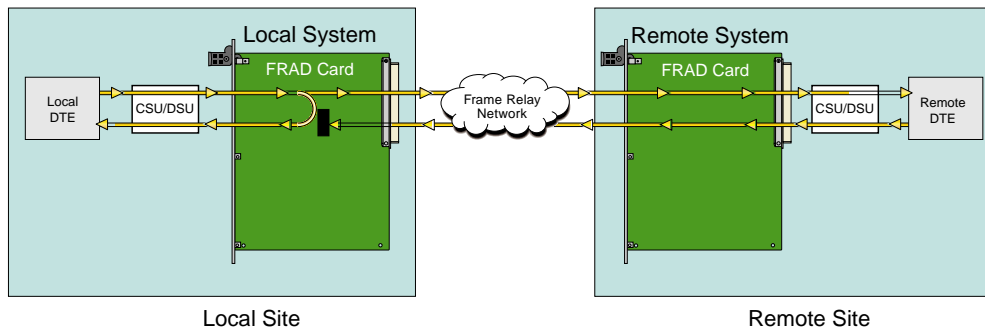 Local System
Remote System
FRAD Card
FRAD Card
Local
DTE
CSU/DSU
Frame Relay
Network
CSU/DSU
Remote
DTE
Local Site
Remote Site